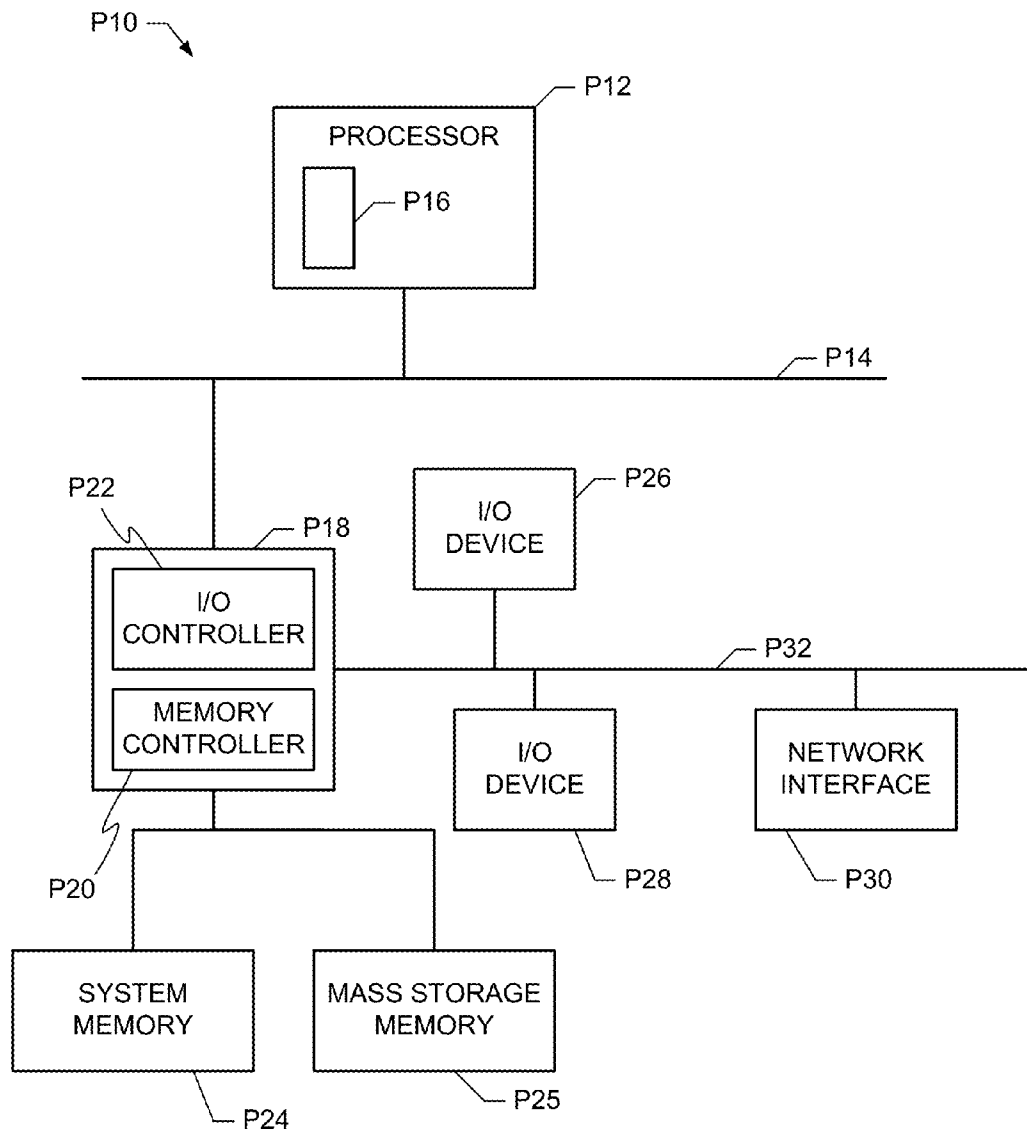 P10
P12
PROCESSOR
P16
P14
P26
P22
I/O
DEVICE
P18
I/O
CONTROLLER
P32
MEMORY
CONTROLLER
I/O
DEVICE
NETWORK
INTERFACE
P20
P28
P30
SYSTEM
MEMORY
MASS STORAGE
MEMORY
P24
P25